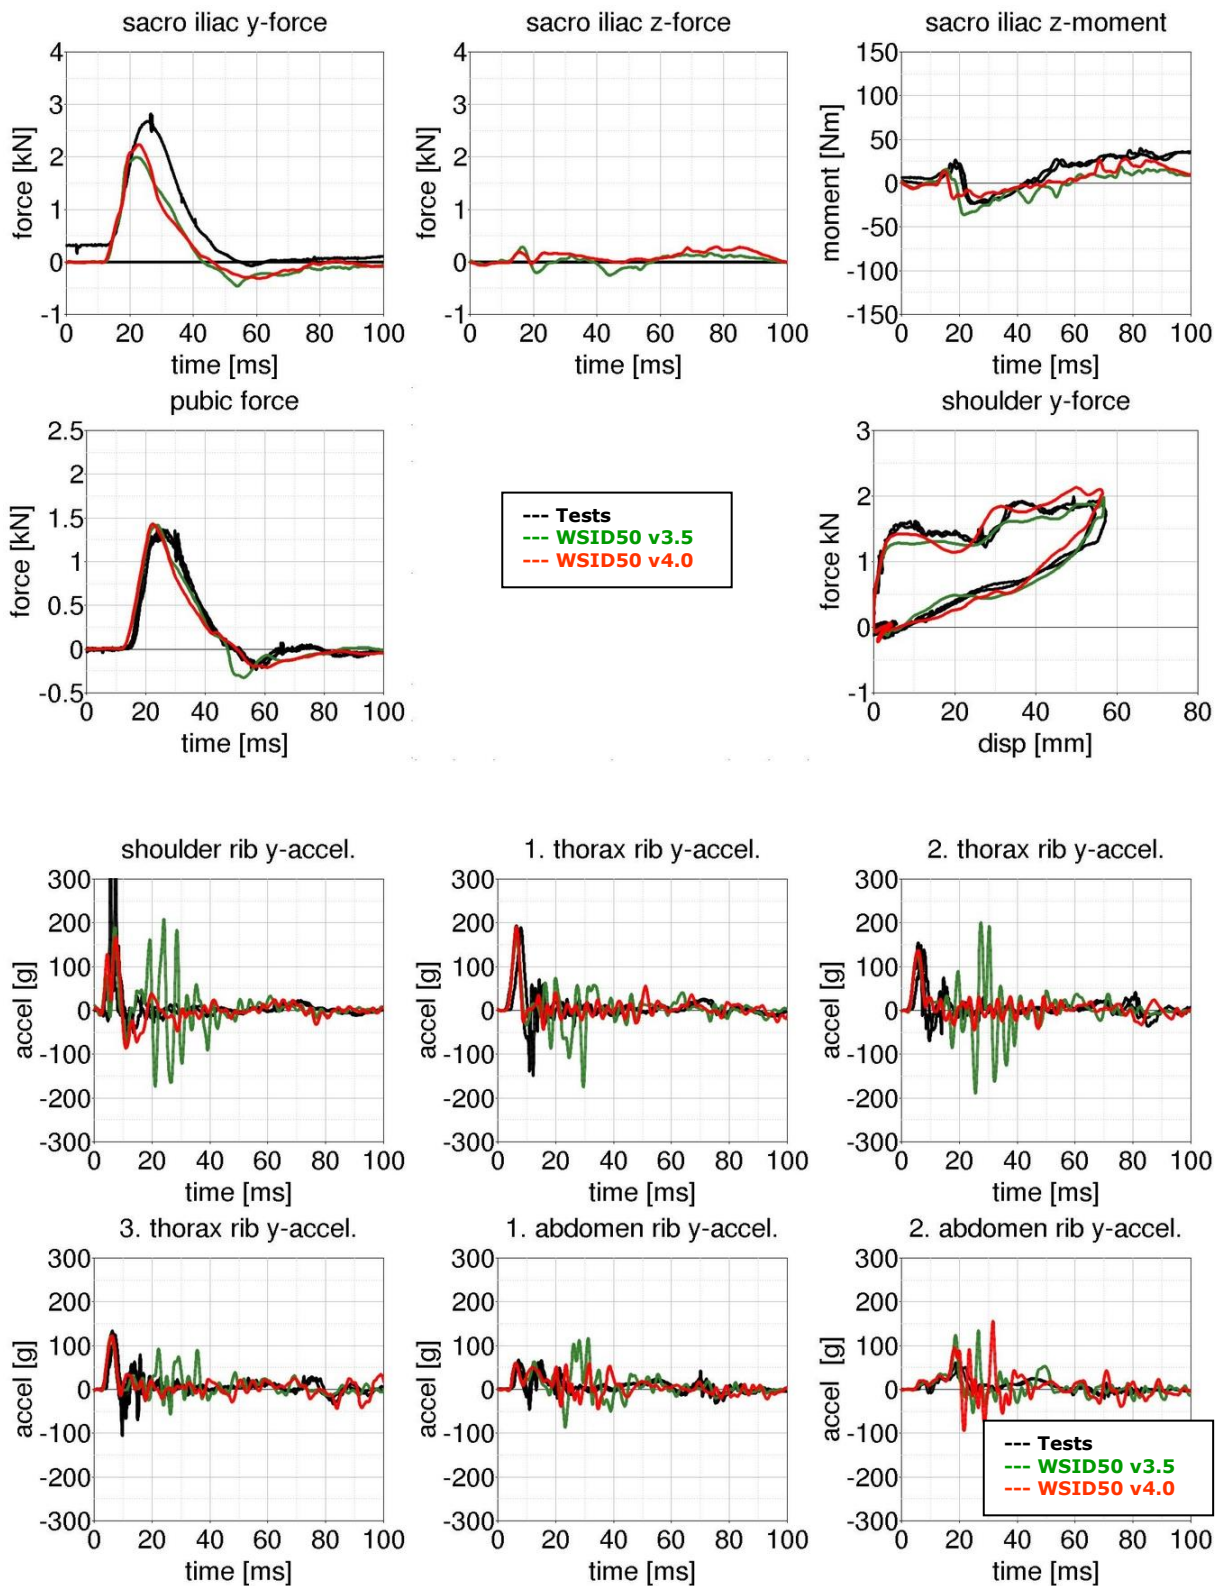 sacro iliac y-force
sacro iliac z-force
sacro iliac z-moment
4
3
2
1
0
-1
force [kN]
0 20 40 60 80 100
time [ms]
4
3
2
1
0
-1
force [kN]
0 20 40 60 80 100
time [ms]
150
100
50
0
-50
-100
-150
moment [Nm]
0 20 40 60 80 100
time [ms]
pubic force
shoulder y-force
2.5
2
1.5
1
0.5
0
-0.5
force [kN]
0 20 40 60 80 100
time [ms]
--- Tests
--- WSID50 v3.5
--- WSID50 v4.0
3
2
1
0
-1
force kN
0 20 40 60 80
disp [mm]
shoulder rib y-accel.
1. thorax rib y-accel.
2. thorax rib y-accel.
300
200
100
0
-100
-200
-300
accel [g]
0 20 40 60 80 100
time [ms]
300
200
100
0
-100
-200
-300
accel [g]
0 20 40 60 80 100
time [ms]
300
200
100
0
-100
-200
-300
accel [g]
0 20 40 60 80 100
time [ms]
3. thorax rib y-accel.
1. abdomen rib y-accel.
2. abdomen rib y-accel.
300
200
100
0
-100
-200
-300
accel [g]
0 20 40 60 80 100
time [ms]
300
200
100
0
-100
-200
-300
accel [g]
0 20 40 60 80 100
time [ms]
300
200
100
0
-100
-200
-300
accel [g]
0 20 40 60 80 100
time [ms]
--- Tests
--- WSID50 v3.5
--- WSID50 v4.0